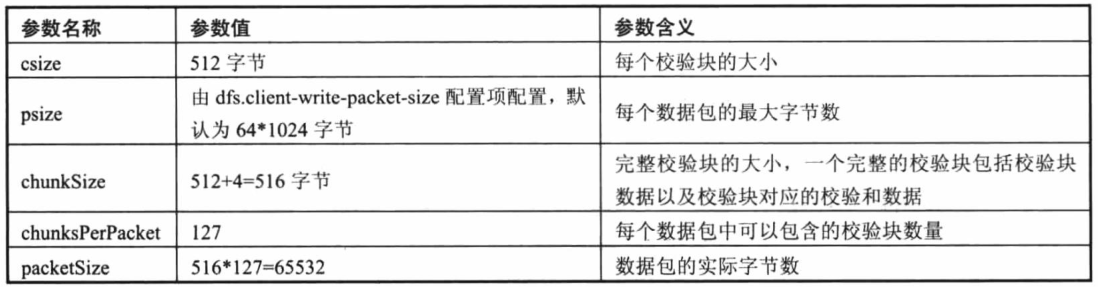 参数名称 参数值 参数含义
csize 512 字节 每个校验块的大小
psize 由 dfs.client-write-packet-size 配置项配置，默认为 64*1024 字节 每个数据包的最大字节数
chunkSize 512+4=516 字节 完整校验块的大小，一个完整的校验块包括校验块数据以及校验块对应的校验和数据
chunksPerPacket 127 每个数据包中可以包含的校验块数量
packetSize 516*127=65532 数据包的实际字节数